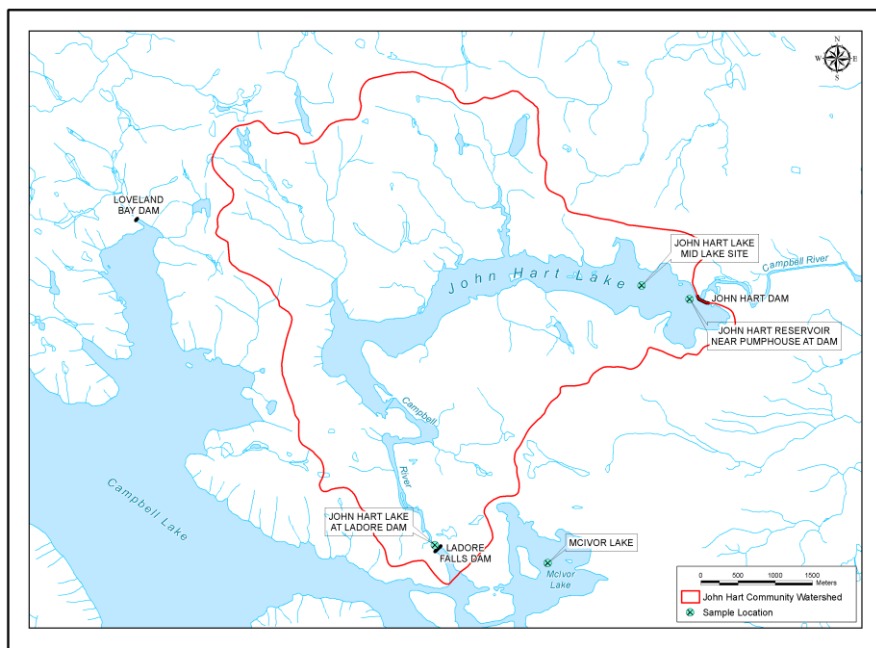 N
W E
S
LOVELAND
BAY DAM
JOHN HART LAKE
MID LAKE SITE
Campbell River
John Hart Lake
JOHN HART DAM
JOHN HART RESERVOIR
NEAR PUMPHOUSE AT DAM
Campbell
River
Campbell Lake
JOHN HART LAKE
AT LADORE DAM
LADORE
FALLS DAM
MCIVOR LAKE
McIvor
Lake
0 500 1000 1500
Meters
John Hart Community Watershed
Sample Location